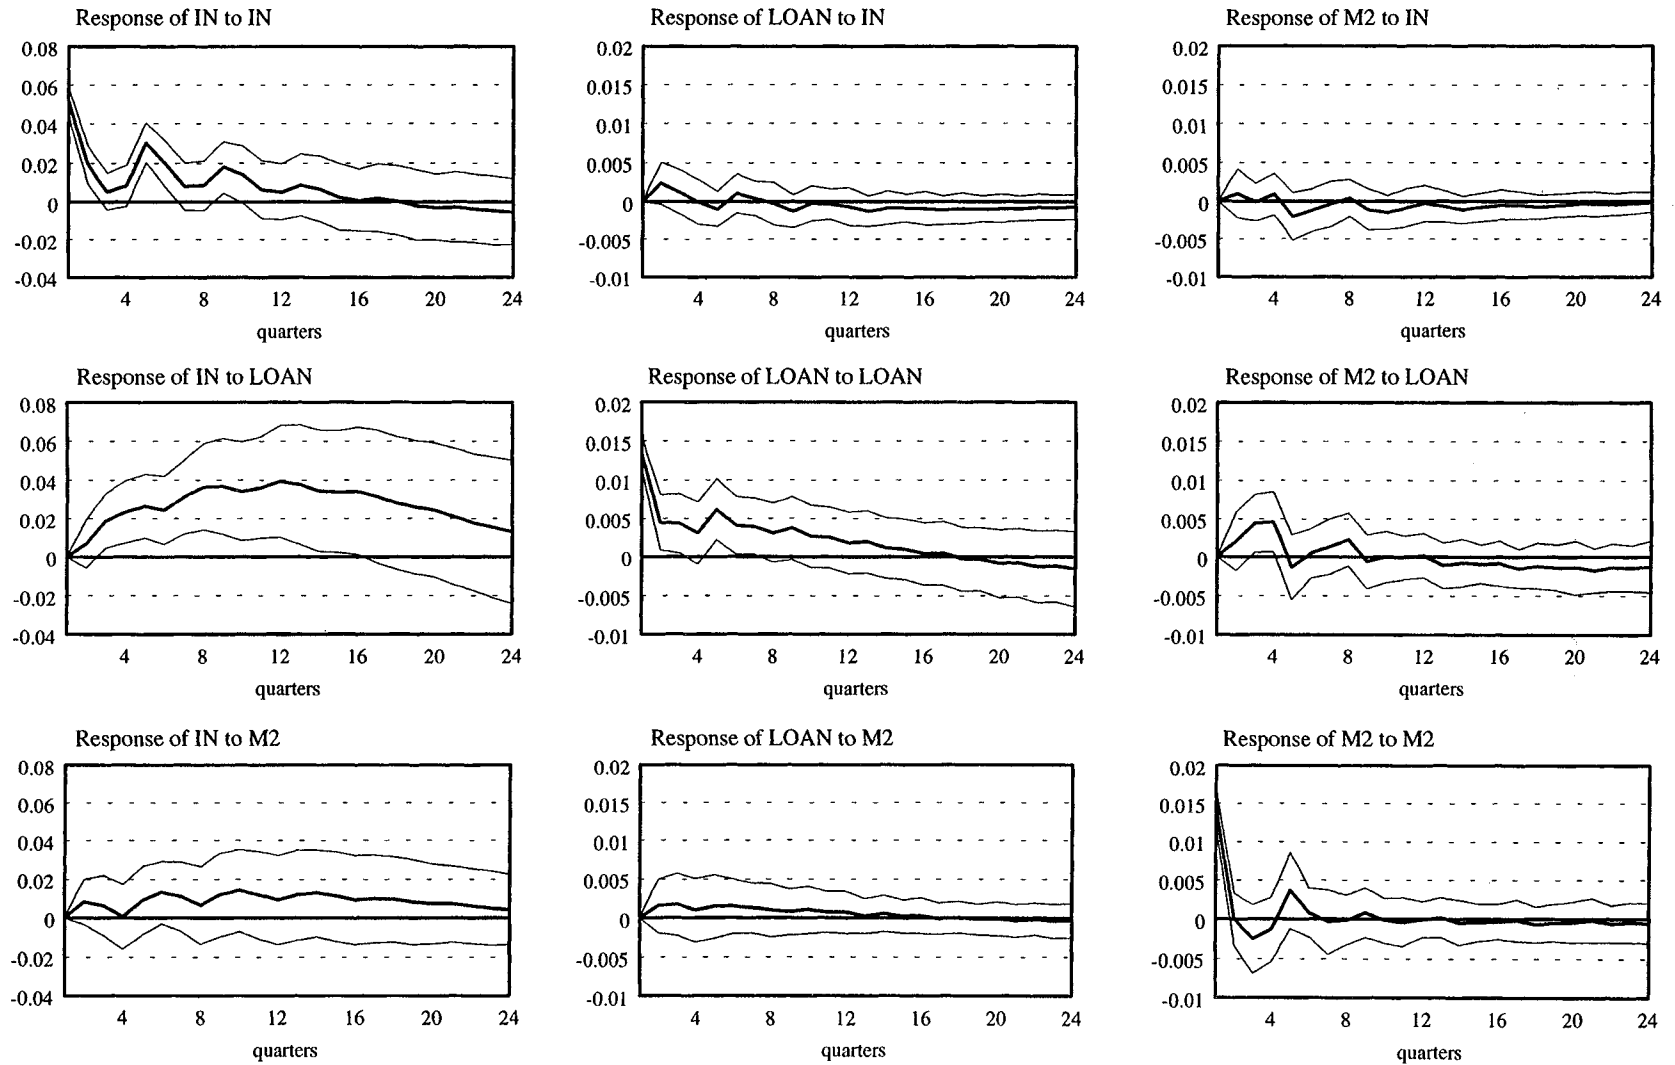 Response of IN to IN
0.08
0.06
0.04
0.02
0
-0.02
-0.04
4 8 12 16 20 24
quarters
Response of LOAN to IN
0.02
0.015
0.01
0.005
0
-0.005
-0.01
4 8 12 16 20 24
quarters
Response of M2 to IN
0.02
0.015
0.01
0.005
0
-0.005
-0.01
4 8 12 16 20 24
quarters
Response of IN to LOAN
0.08
0.06
0.04
0.02
0
-0.02
-0.04
4 8 12 16 20 24
quarters
Response of LOAN to LOAN
0.02
0.015
0.01
0.005
0
-0.005
-0.01
4 8 12 16 20 24
quarters
Response of M2 to LOAN
0.02
0.015
0.01
0.005
0
-0.005
-0.01
4 8 12 16 20 24
quarters
Response of IN to M2
0.08
0.06
0.04
0.02
0
-0.02
-0.04
4 8 12 16 20 24
quarters
Response of LOAN to M2
0.02
0.015
0.01
0.005
0
-0.005
-0.01
4 8 12 16 20 24
quarters
Response of M2 to M2
0.02
0.015
0.01
0.005
0
-0.005
-0.01
4 8 12 16 20 24
quarters